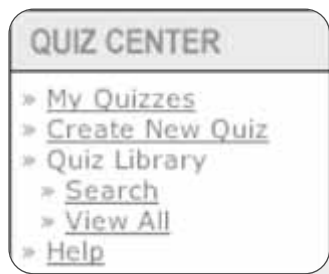 QUIZ CENTER
» My Quizzes
» Create New Quiz
» Quiz Library
» Search
» View All
» Help